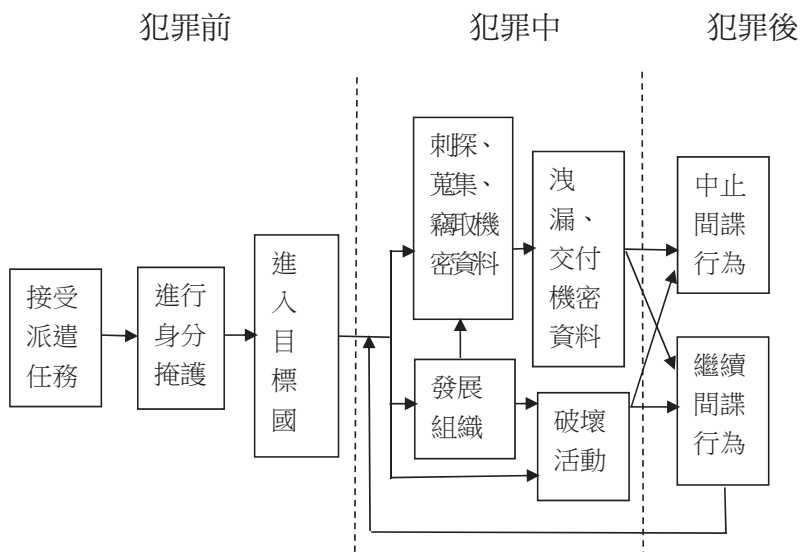 犯罪前
犯罪中
犯罪後
接受
派遣
任務
進行
身分
掩護
進
入
目
標
國
刺探、
蒐集、
竊取機
密資料
發展
組織
洩
漏、
交付
機密
資料
破壞
活動
中止
間諜
行為
繼續
間諜
行為